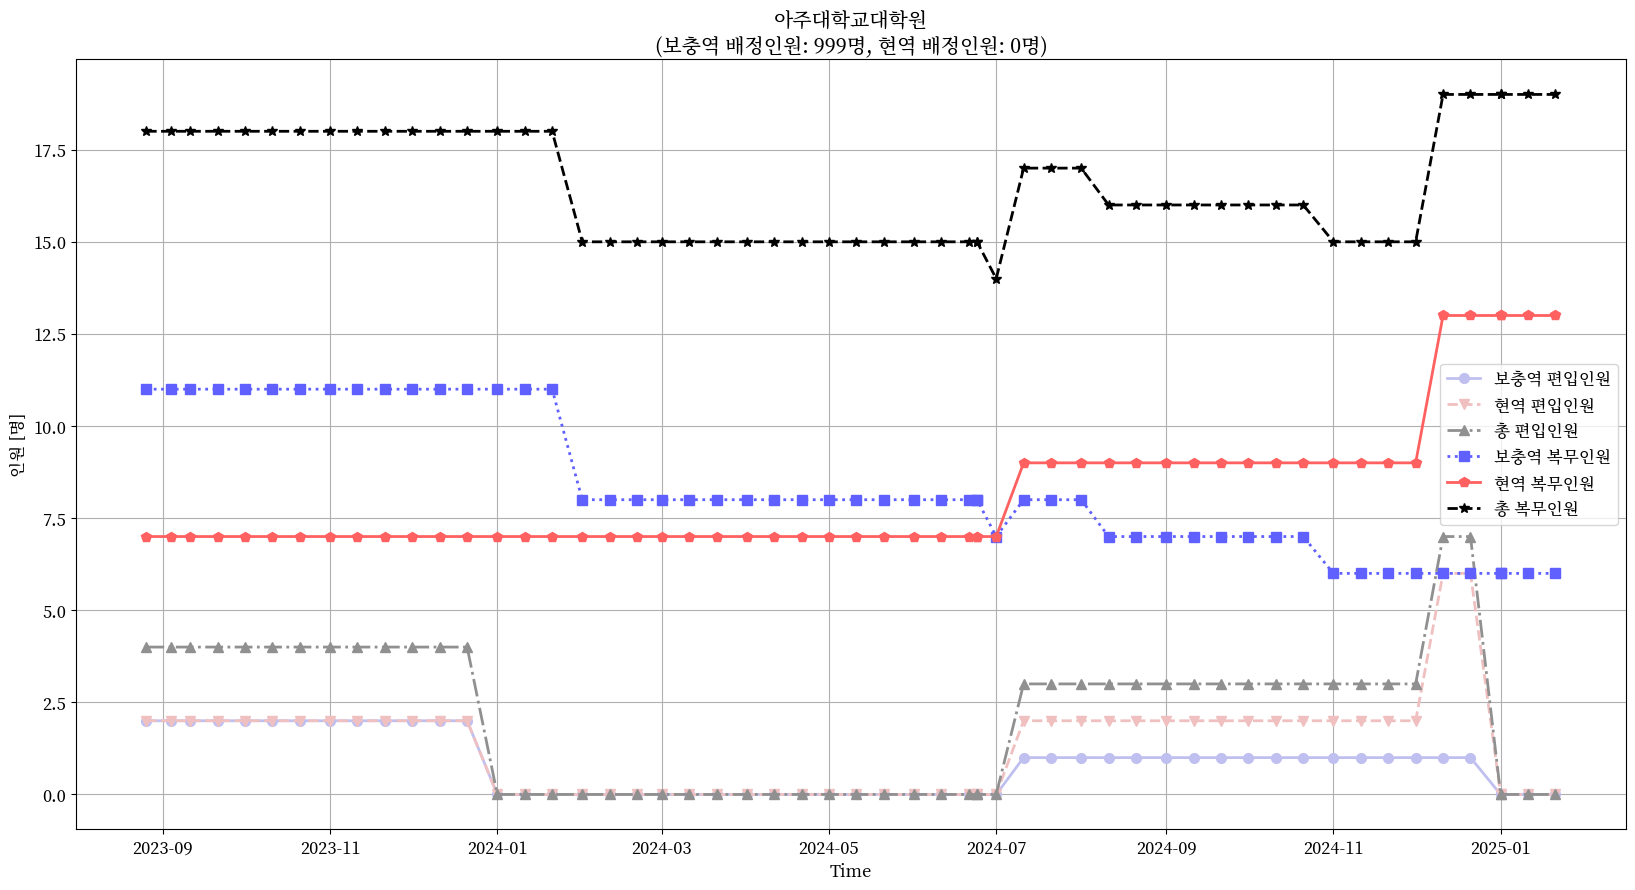 아주대학교대학원
(보충역 배정인원: 999명, 현역 배정인원: 0명)
인원 [명]
17.5
15.0
12.5
10.0
7.5
5.0
2.5
0.0
보충역 편입인원
현역 편입인원
총 편입인원
보충역 복무인원
현역 복무인원
총 복무인원
2023-09
2023-11
2024-01
2024-03
2024-05
2024-07
2024-09
2024-11
2025-01
Time